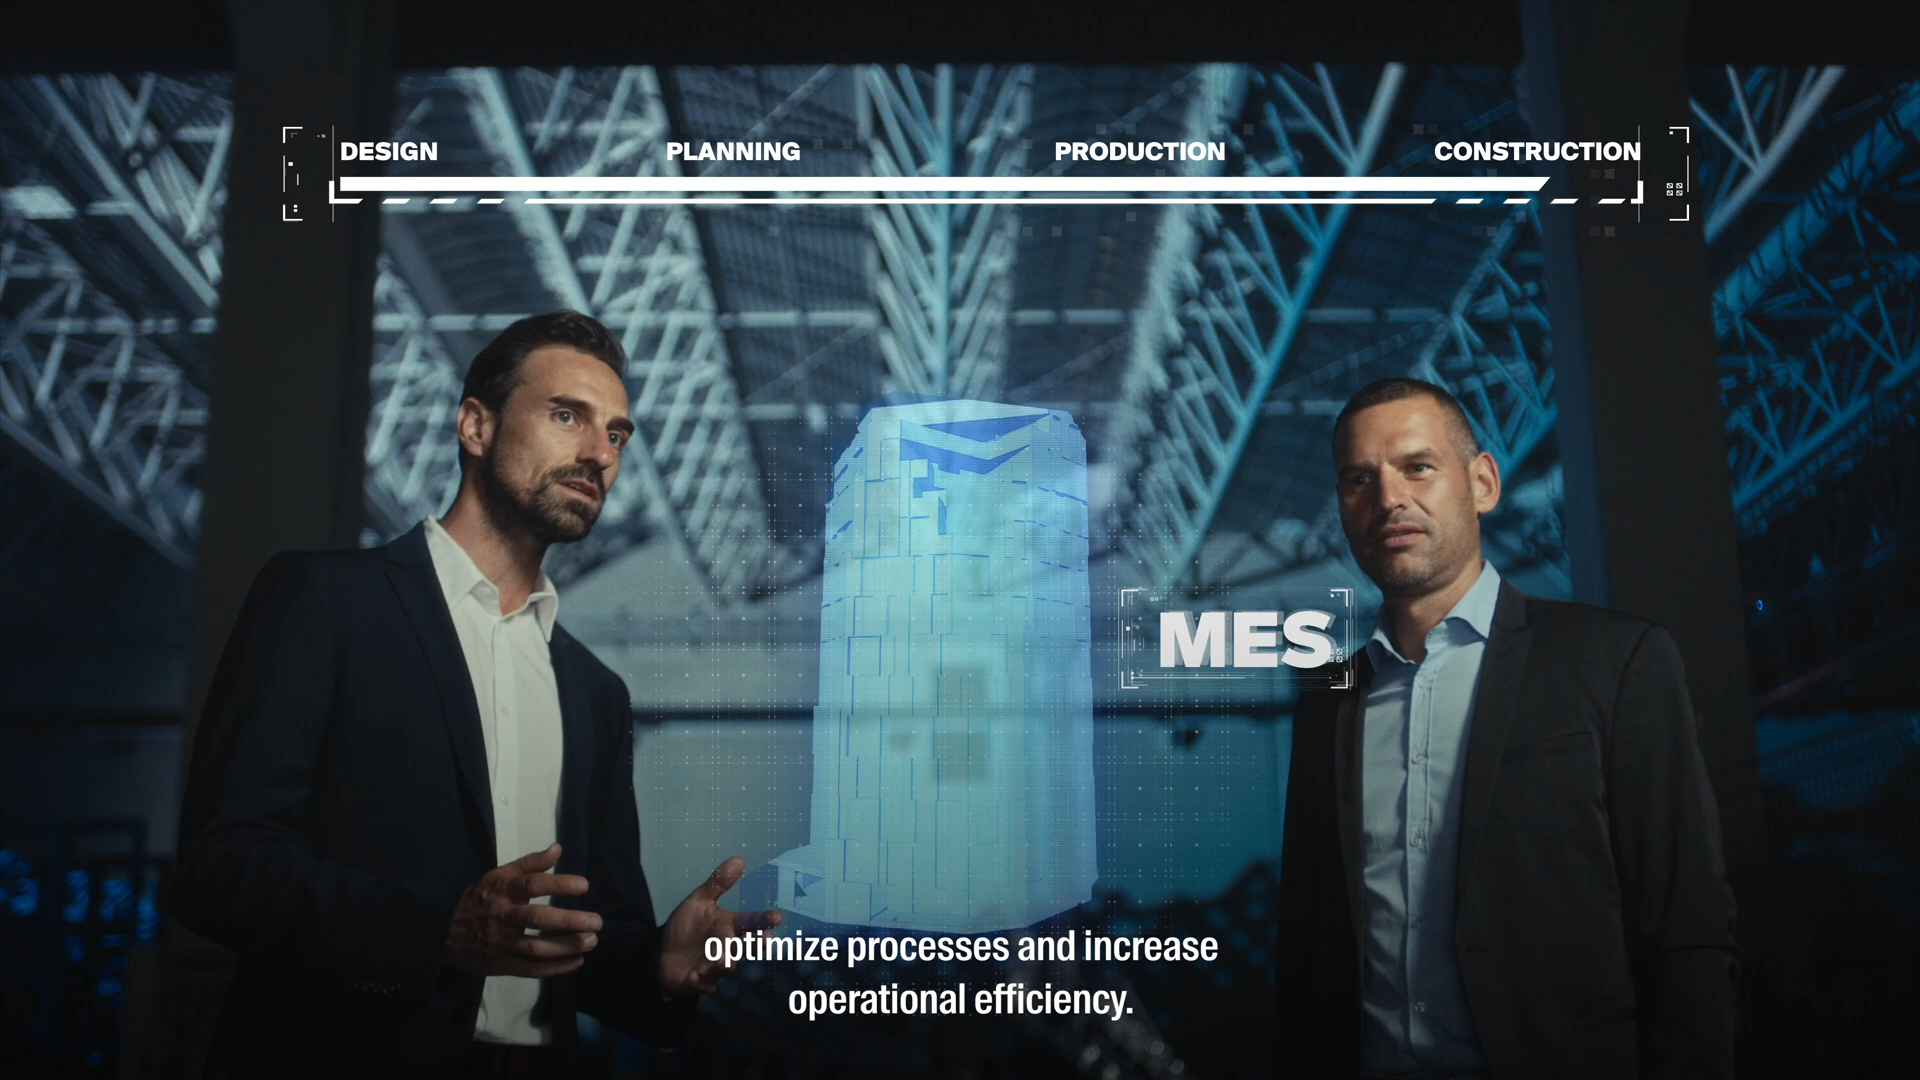 DESIGN PLANNING PRODUCTION CONSTRUCTION
MES
optimize processes and increase
operational efficiency.